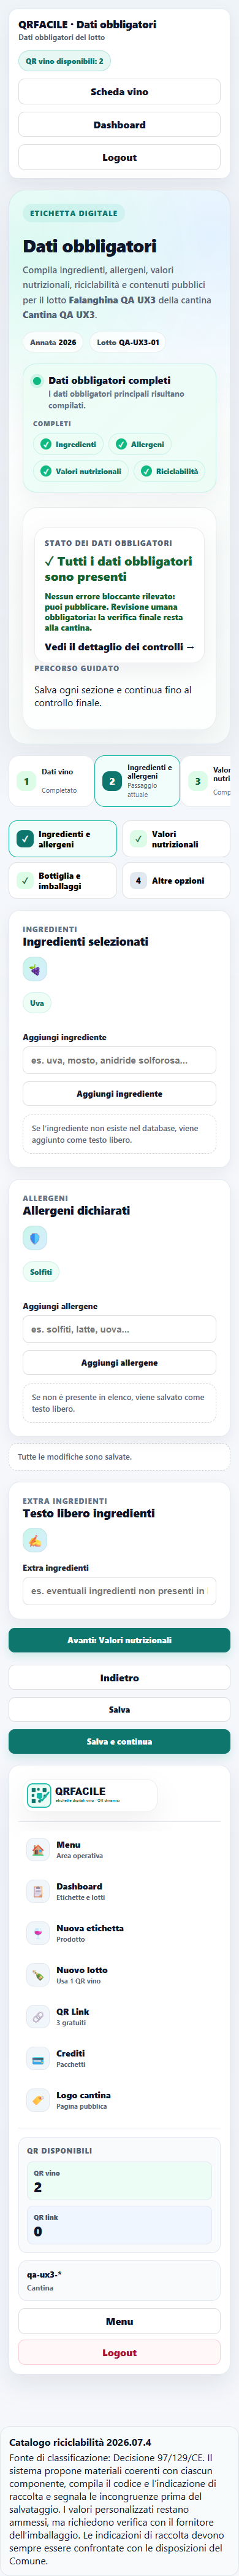 QRFACILE · Dati obbligatori
Dati obbligatori del lotto
QR vino disponibili: 2
Scheda vino
Dashboard
Logout
ETICHETTA DIGITALE
Dati obbligatori
Compila ingredienti, allergeni, valori
nutrizionali, riciclabilità e contenuti pubblici
per il lotto Falanghina QA UX3 della cantina
Cantina QA UX3.
Annata 2026
Lotto QA-UX3-01
Dati obbligatori completi
I dati obbligatori principali risultano
compilati.
COMPLETI
✓ Ingredienti
✓ Allergeni
✓ Valori nutrizionali
✓ Riciclabilità
STATO DEI DATI OBBLIGATORI
✓ Tutti i dati obbligatori
sono presenti
Nessun errore bloccante rilevato:
puoi pubblicare. Revisione umana
obbligatoria: la verifica finale resta
alla cantina.
Vedi il dettaglio dei controlli →
PERCORSO GUIDATO
Salva ogni sezione e continua fino al
controllo finale.
1
Dati vino
Completato
2
Ingredienti e
allergeni
Passaggio
attuale
3
Valori
nutri
Comp
✓ Ingredienti e
allergeni
✓ Valori
nutrizionali
✓ Bottiglia e
imballaggi
4 Altre opzioni
INGREDIENTI
Ingredienti selezionati
Uva
Aggiungi ingrediente
es. uva, mosto, anidride solforosa...
Aggiungi ingrediente
Se l'ingrediente non esiste nel database, viene
aggiunto come testo libero.
ALLERGENI
Allergeni dichiarati
Solfiti
Aggiungi allergene
es. solfiti, latte, uova...
Aggiungi allergene
Se non è presente in elenco, viene salvato come
testo libero.
Tutte le modifiche sono salvate.
EXTRA INGREDIENTI
Testo libero ingredienti
Extra ingredienti
es. eventuali ingredienti non presenti in
Avanti: Valori nutrizionali
Indietro
Salva
Salva e continua
QRFACILE
Menu
Area operativa
Dashboard
Etichette e lotti
Nuova etichetta
Prodotto
Nuovo lotto
Usa 1 QR vino
QR Link
3 gratuiti
Crediti
Pacchetti
Logo cantina
Pagina pubblica
QR DISPONIBILI
QR vino
2
QR link
0
qa-ux3-*
Cantina
Menu
Logout
Catalogo riciclabilità 2026.07.4
Fonte di classificazione: Decisione 97/129/CE. Il
sistema propone materiali coerenti con ciascun
componente, compila il codice e l'indicazione di
raccolta e segnala le incongruenze prima del
salvataggio. I valori personalizzati restano
ammessi, ma richiedono verifica con il fornitore
dell'imballaggio. Le indicazioni di raccolta devono
sempre essere confrontate con le disposizioni del
Comune.